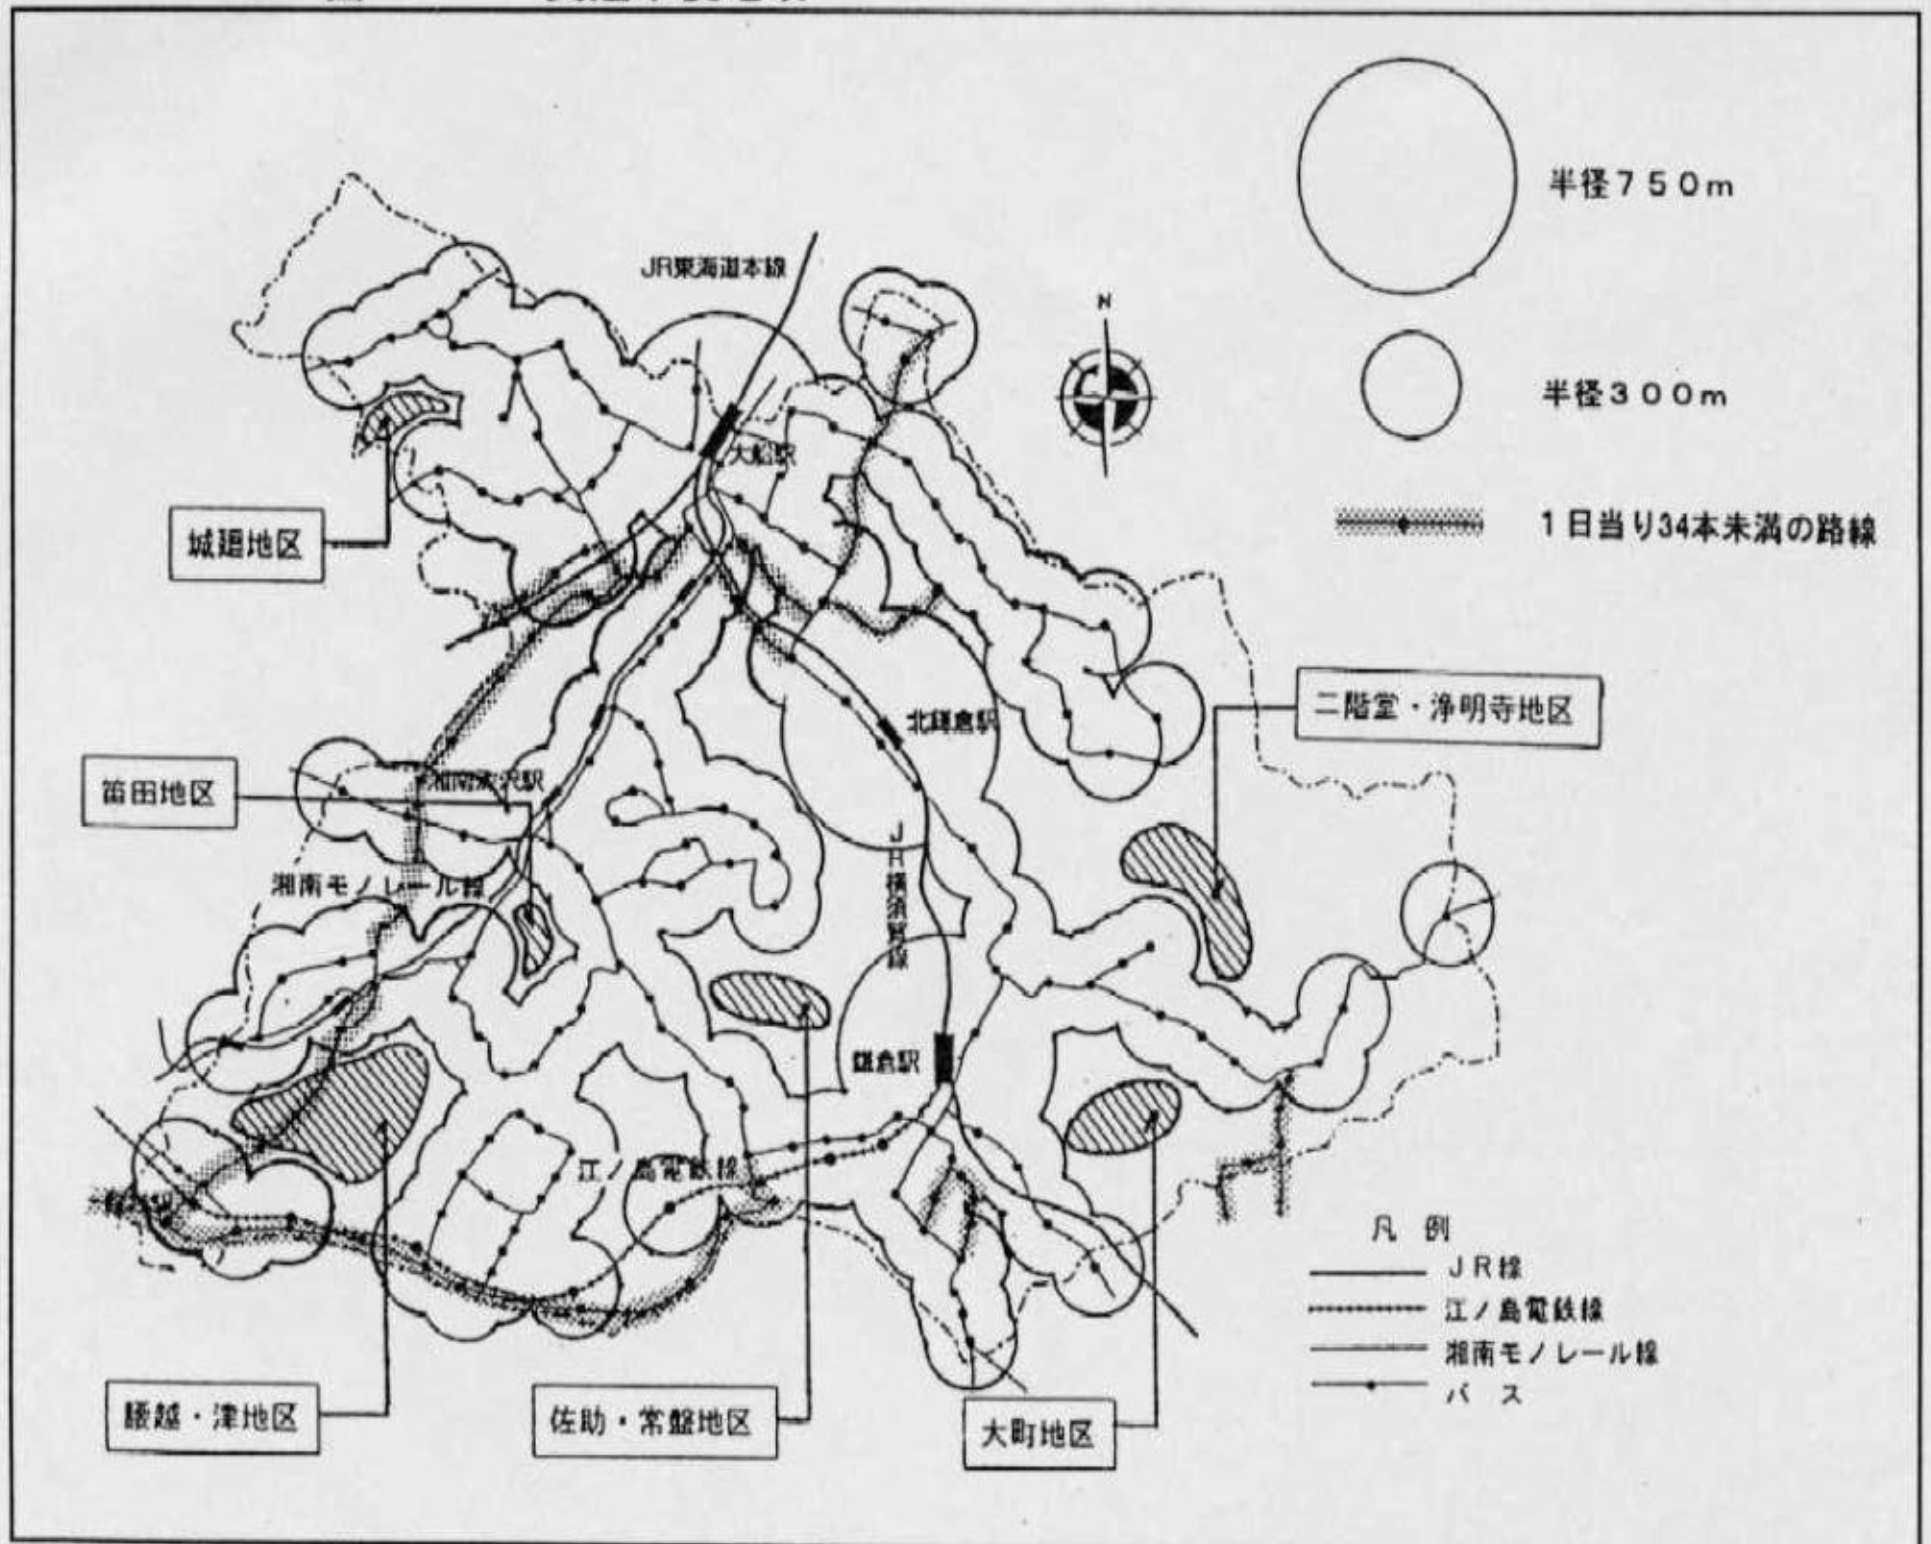 JR東海道本線
半径750m
N
半径300m
大船駅
1日当り34本未満の路線
城廻地区
二階堂・浄明寺地区
北鎌倉駅
湘南深沢駅
笛田地区
JR横須賀線
湘南モノレール線
鎌倉駅
江ノ島電鉄線
凡例
JR線
江ノ島電鉄線
湘南モノレール線
バス
腰越・津地区
佐助・常盤地区
大町地区